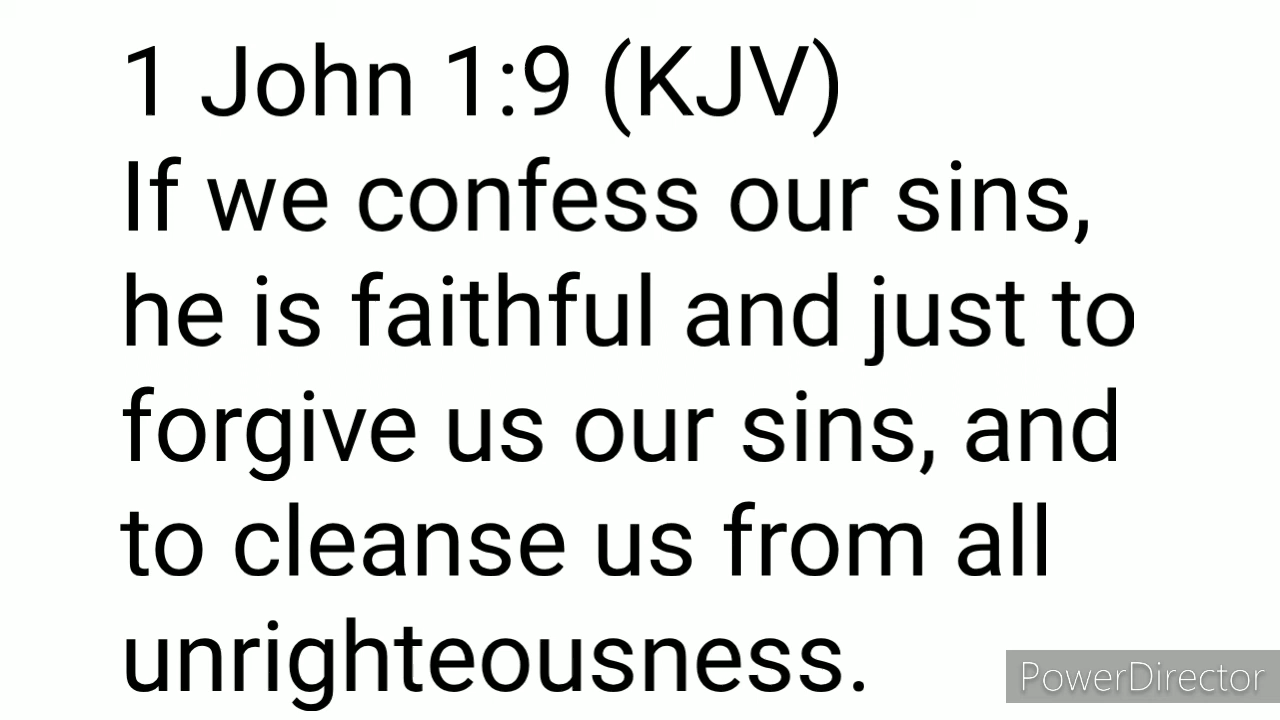 1 John 1:9 (KJV)
If we confess our sins,
he is faithful and just to
forgive us our sins, and
to cleanse us from all
unrighteousness.
PowerDirector